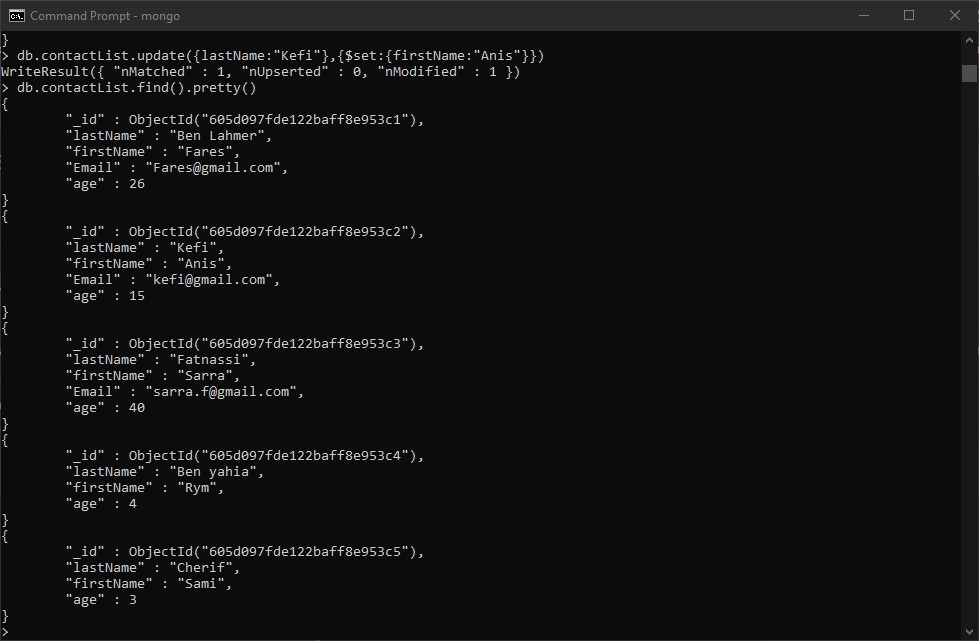 Command Prompt - mongo
}
> db.contactList.update({lastName:"Kefi"},{$set:{firstName:"Anis"}})
WriteResult({ "nMatched" : 1, "nUpserted" : 0, "nModified" : 1 })
> db.contactList.find().pretty()
{
        "_id" : ObjectId("605d097fde122baff8e953c1"),
        "lastName" : "Ben Lahmer",
        "firstName" : "Fares",
        "Email" : "Fares@gmail.com",
        "age" : 26
}
{
        "_id" : ObjectId("605d097fde122baff8e953c2"),
        "lastName" : "Kefi",
        "firstName" : "Anis",
        "Email" : "kefi@gmail.com",
        "age" : 15
}
{
        "_id" : ObjectId("605d097fde122baff8e953c3"),
        "lastName" : "Fatnassi",
        "firstName" : "Sarra",
        "Email" : "sarra.f@gmail.com",
        "age" : 40
}
{
        "_id" : ObjectId("605d097fde122baff8e953c4"),
        "lastName" : "Ben yahia",
        "firstName" : "Rym",
        "age" : 4
}
{
        "_id" : ObjectId("605d097fde122baff8e953c5"),
        "lastName" : "Cherif",
        "firstName" : "Sami",
        "age" : 3
}
>